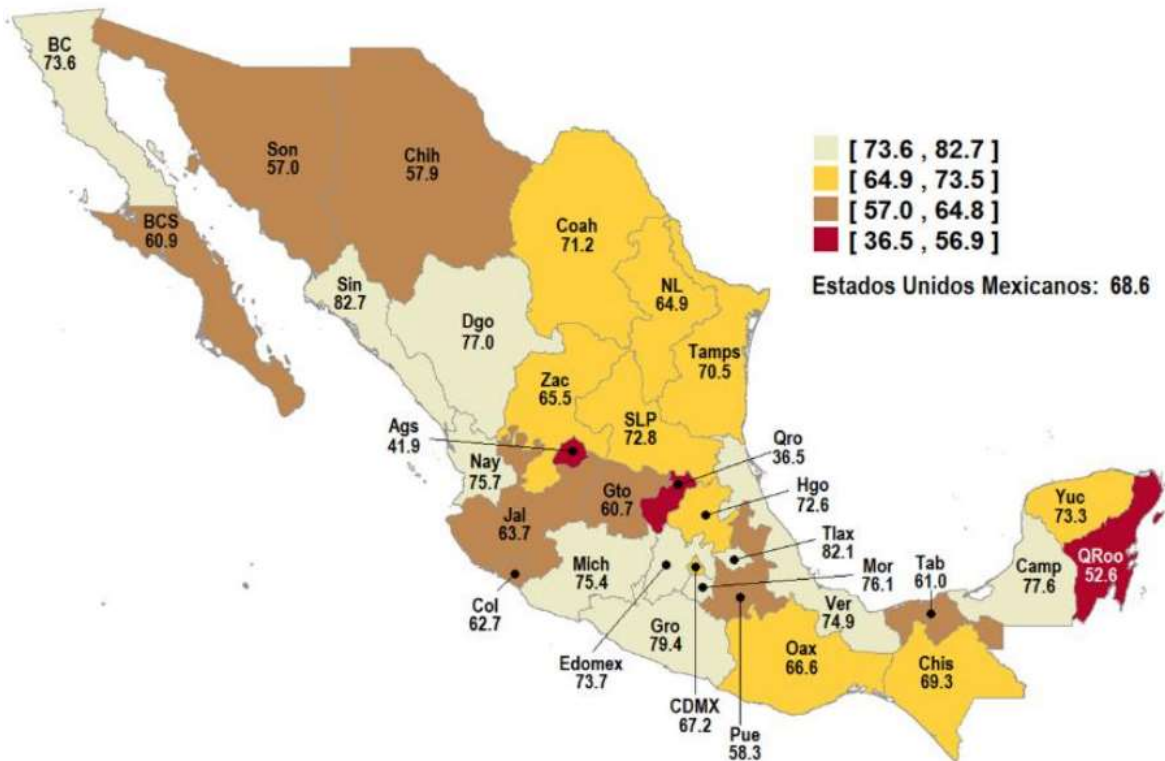 BC
73.6
Son
57.0
Chih
57.9
BCS
60.9
Coah
71.2
Sin
82.7
NL
64.9
Dgo
77.0
Tamps
70.5
Zac
65.5
SLP
72.8
Ags
41.9
Qro
36.5
Nay
75.7
Hgo
72.6
Gto
60.7
Jal
63.7
Tlax
82.1
Mich
75.4
Mor
76.1
Tab
61.0
Camp
77.6
Yuc
73.3
QRoo
52.6
Col
62.7
Ver
74.9
Gro
79.4
Edomex
73.7
Oax
66.6
Chis
69.3
CDMX
67.2
Pue
58.3
[ 73.6 , 82.7 ]
[ 64.9 , 73.5 ]
[ 57.0 , 64.8 ]
[ 36.5 , 56.9 ]
Estados Unidos Mexicanos: 68.6